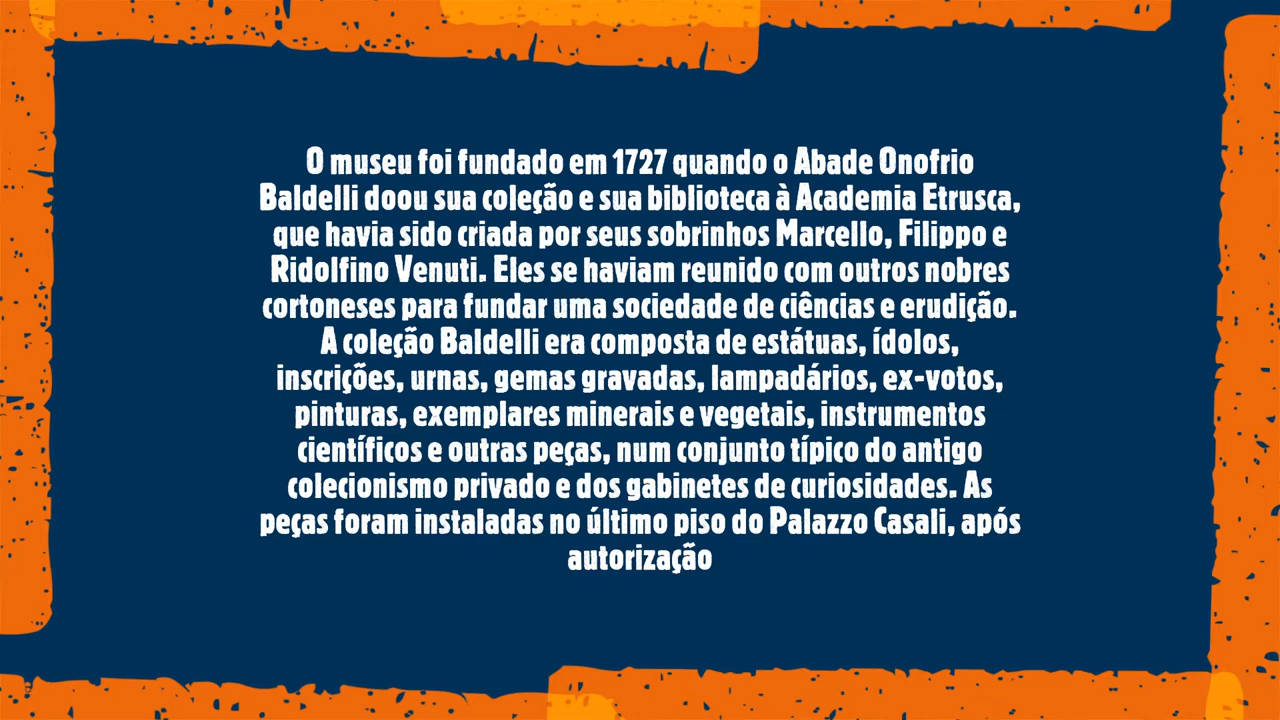 O museu foi fundado em 1727 quando o Abade Onofrio
Baldelli doou sua coleção e sua biblioteca à Academia Etrusca,
que havia sido criada por seus sobrinhos Marcello, Filippo e
Ridolfino Venuti. Eles se haviam reunido com outros nobres
cortoneses para fundar uma sociedade de ciências e erudição.
A coleção Baldelli era composta de estátuas, ídolos,
inscrições, urnas, gemas gravadas, lampadários, ex-votos,
pinturas, exemplares minerais e vegetais, instrumentos
científicos e outras peças, num conjunto típico do antigo
colecionismo privado e dos gabinetes de curiosidades. As
peças foram instaladas no último piso do Palazzo Casali, após
autorização